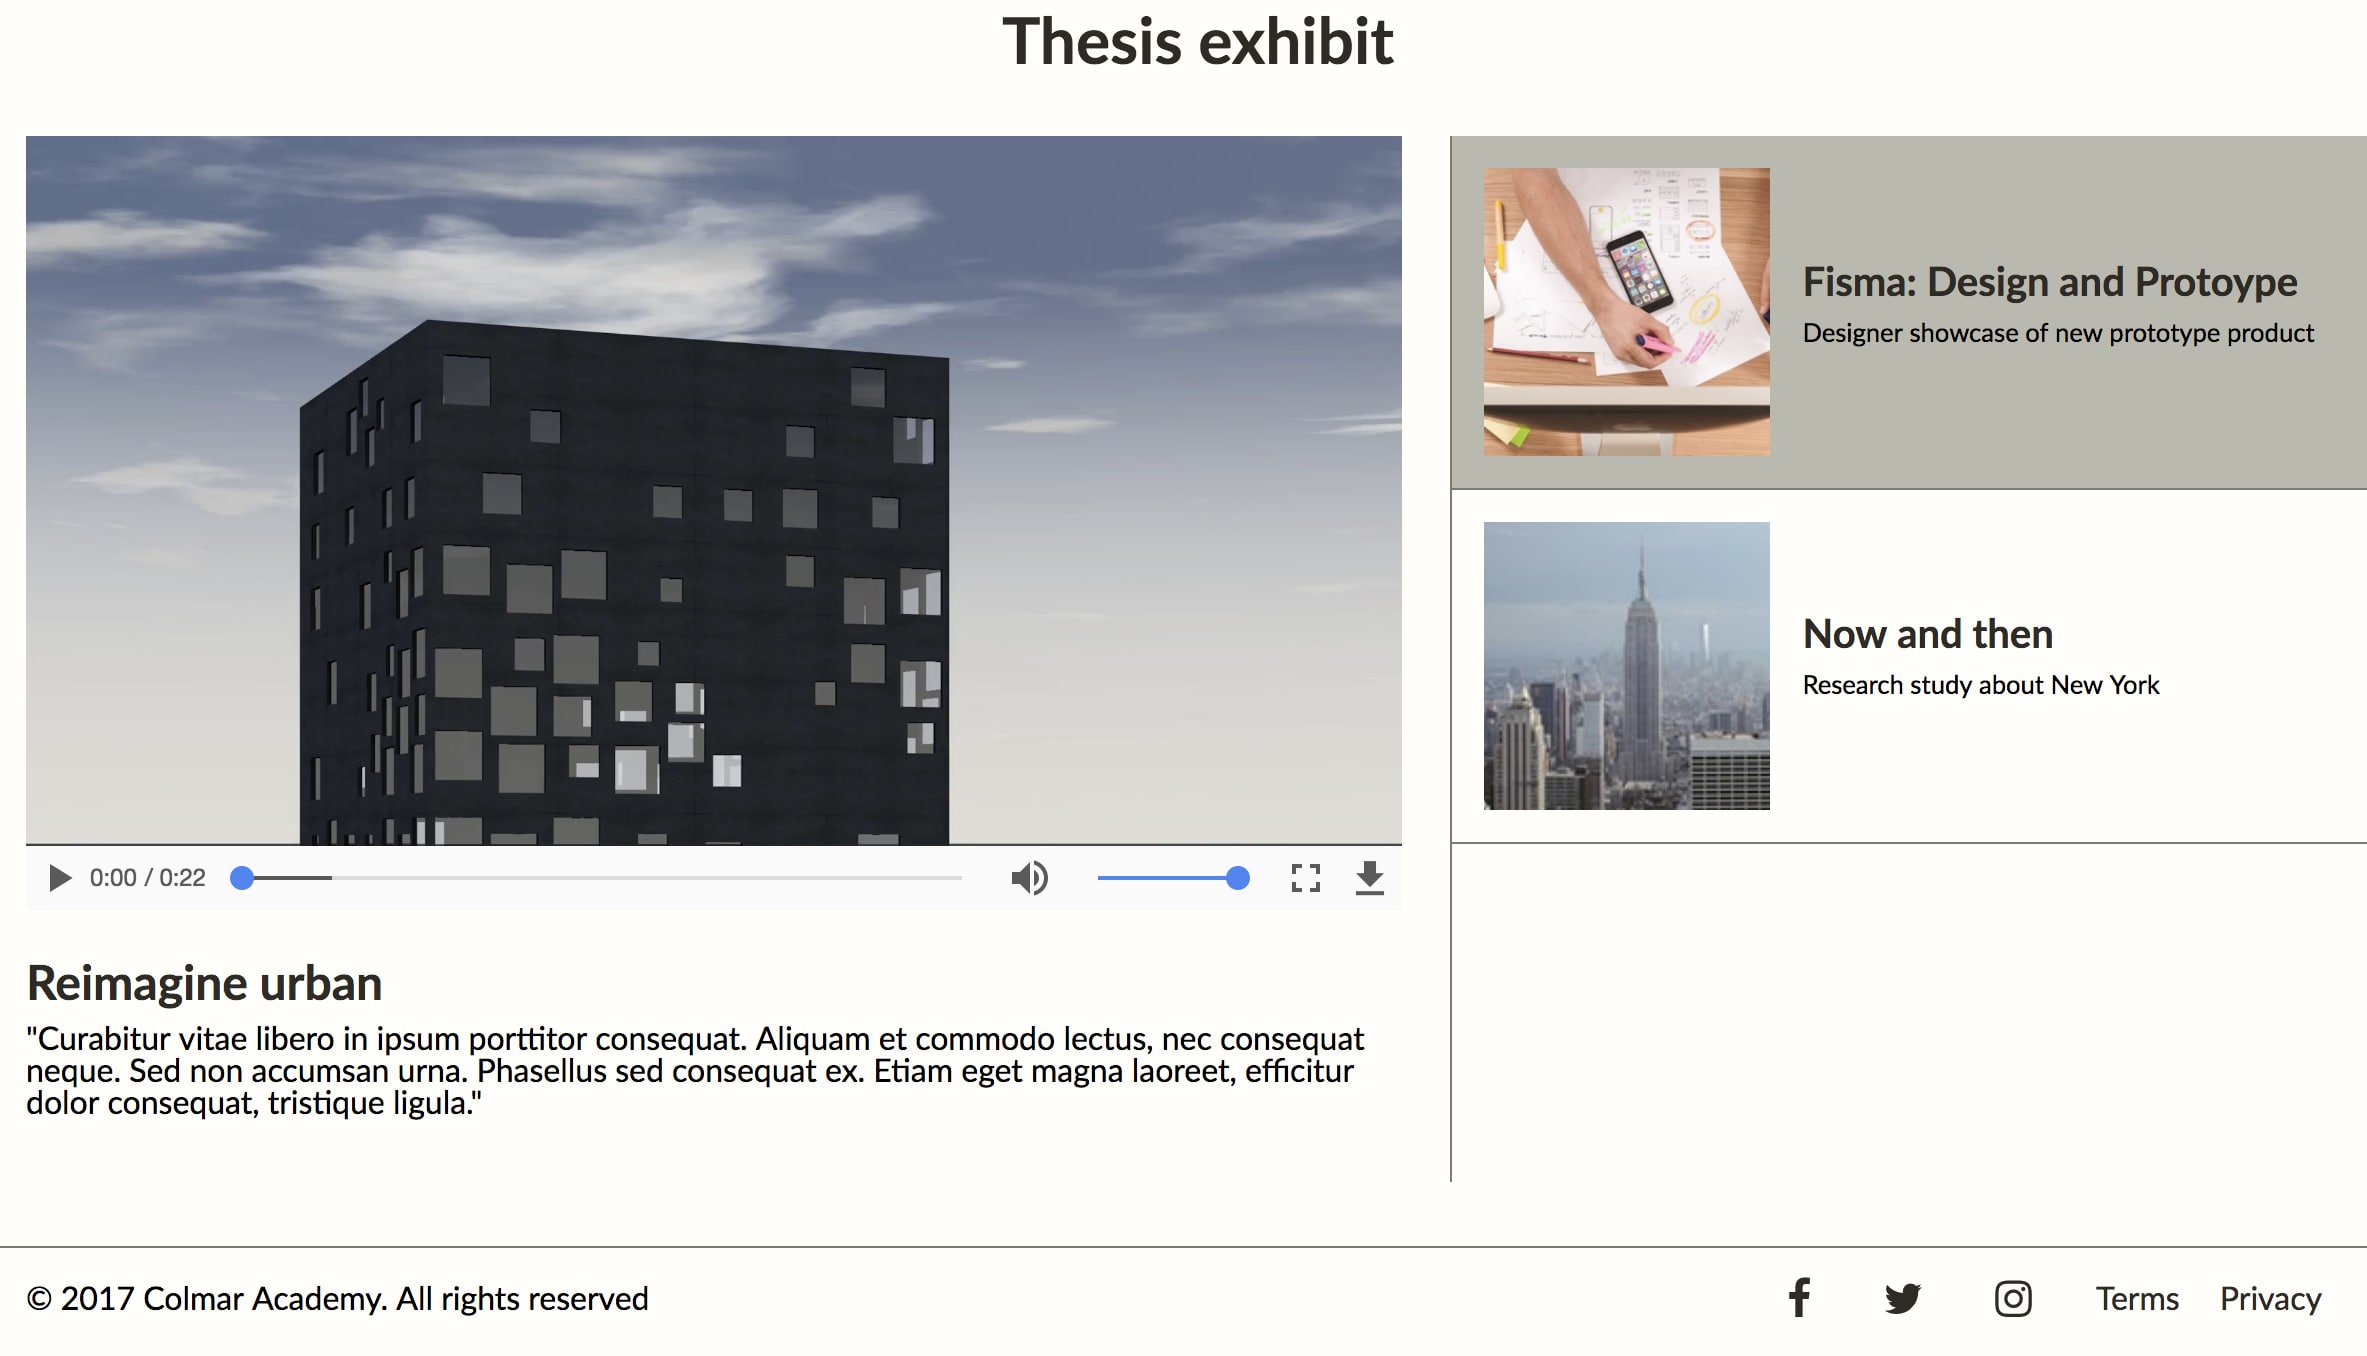 Thesis exhibit
Fisma: Design and Protoype
Designer showcase of new prototype product
Now and then
Research study about New York
0:00 / 0:22
Reimagine urban
"Curabitur vitae libero in ipsum porttitor consequat. Aliquam et commodo lectus, nec consequat
neque. Sed non accumsan urna. Phasellus sed consequat ex. Etiam eget magna laoreet, efficitur
dolor consequat, tristique ligula."
© 2017 Colmar Academy. All rights reserved
Terms
Privacy